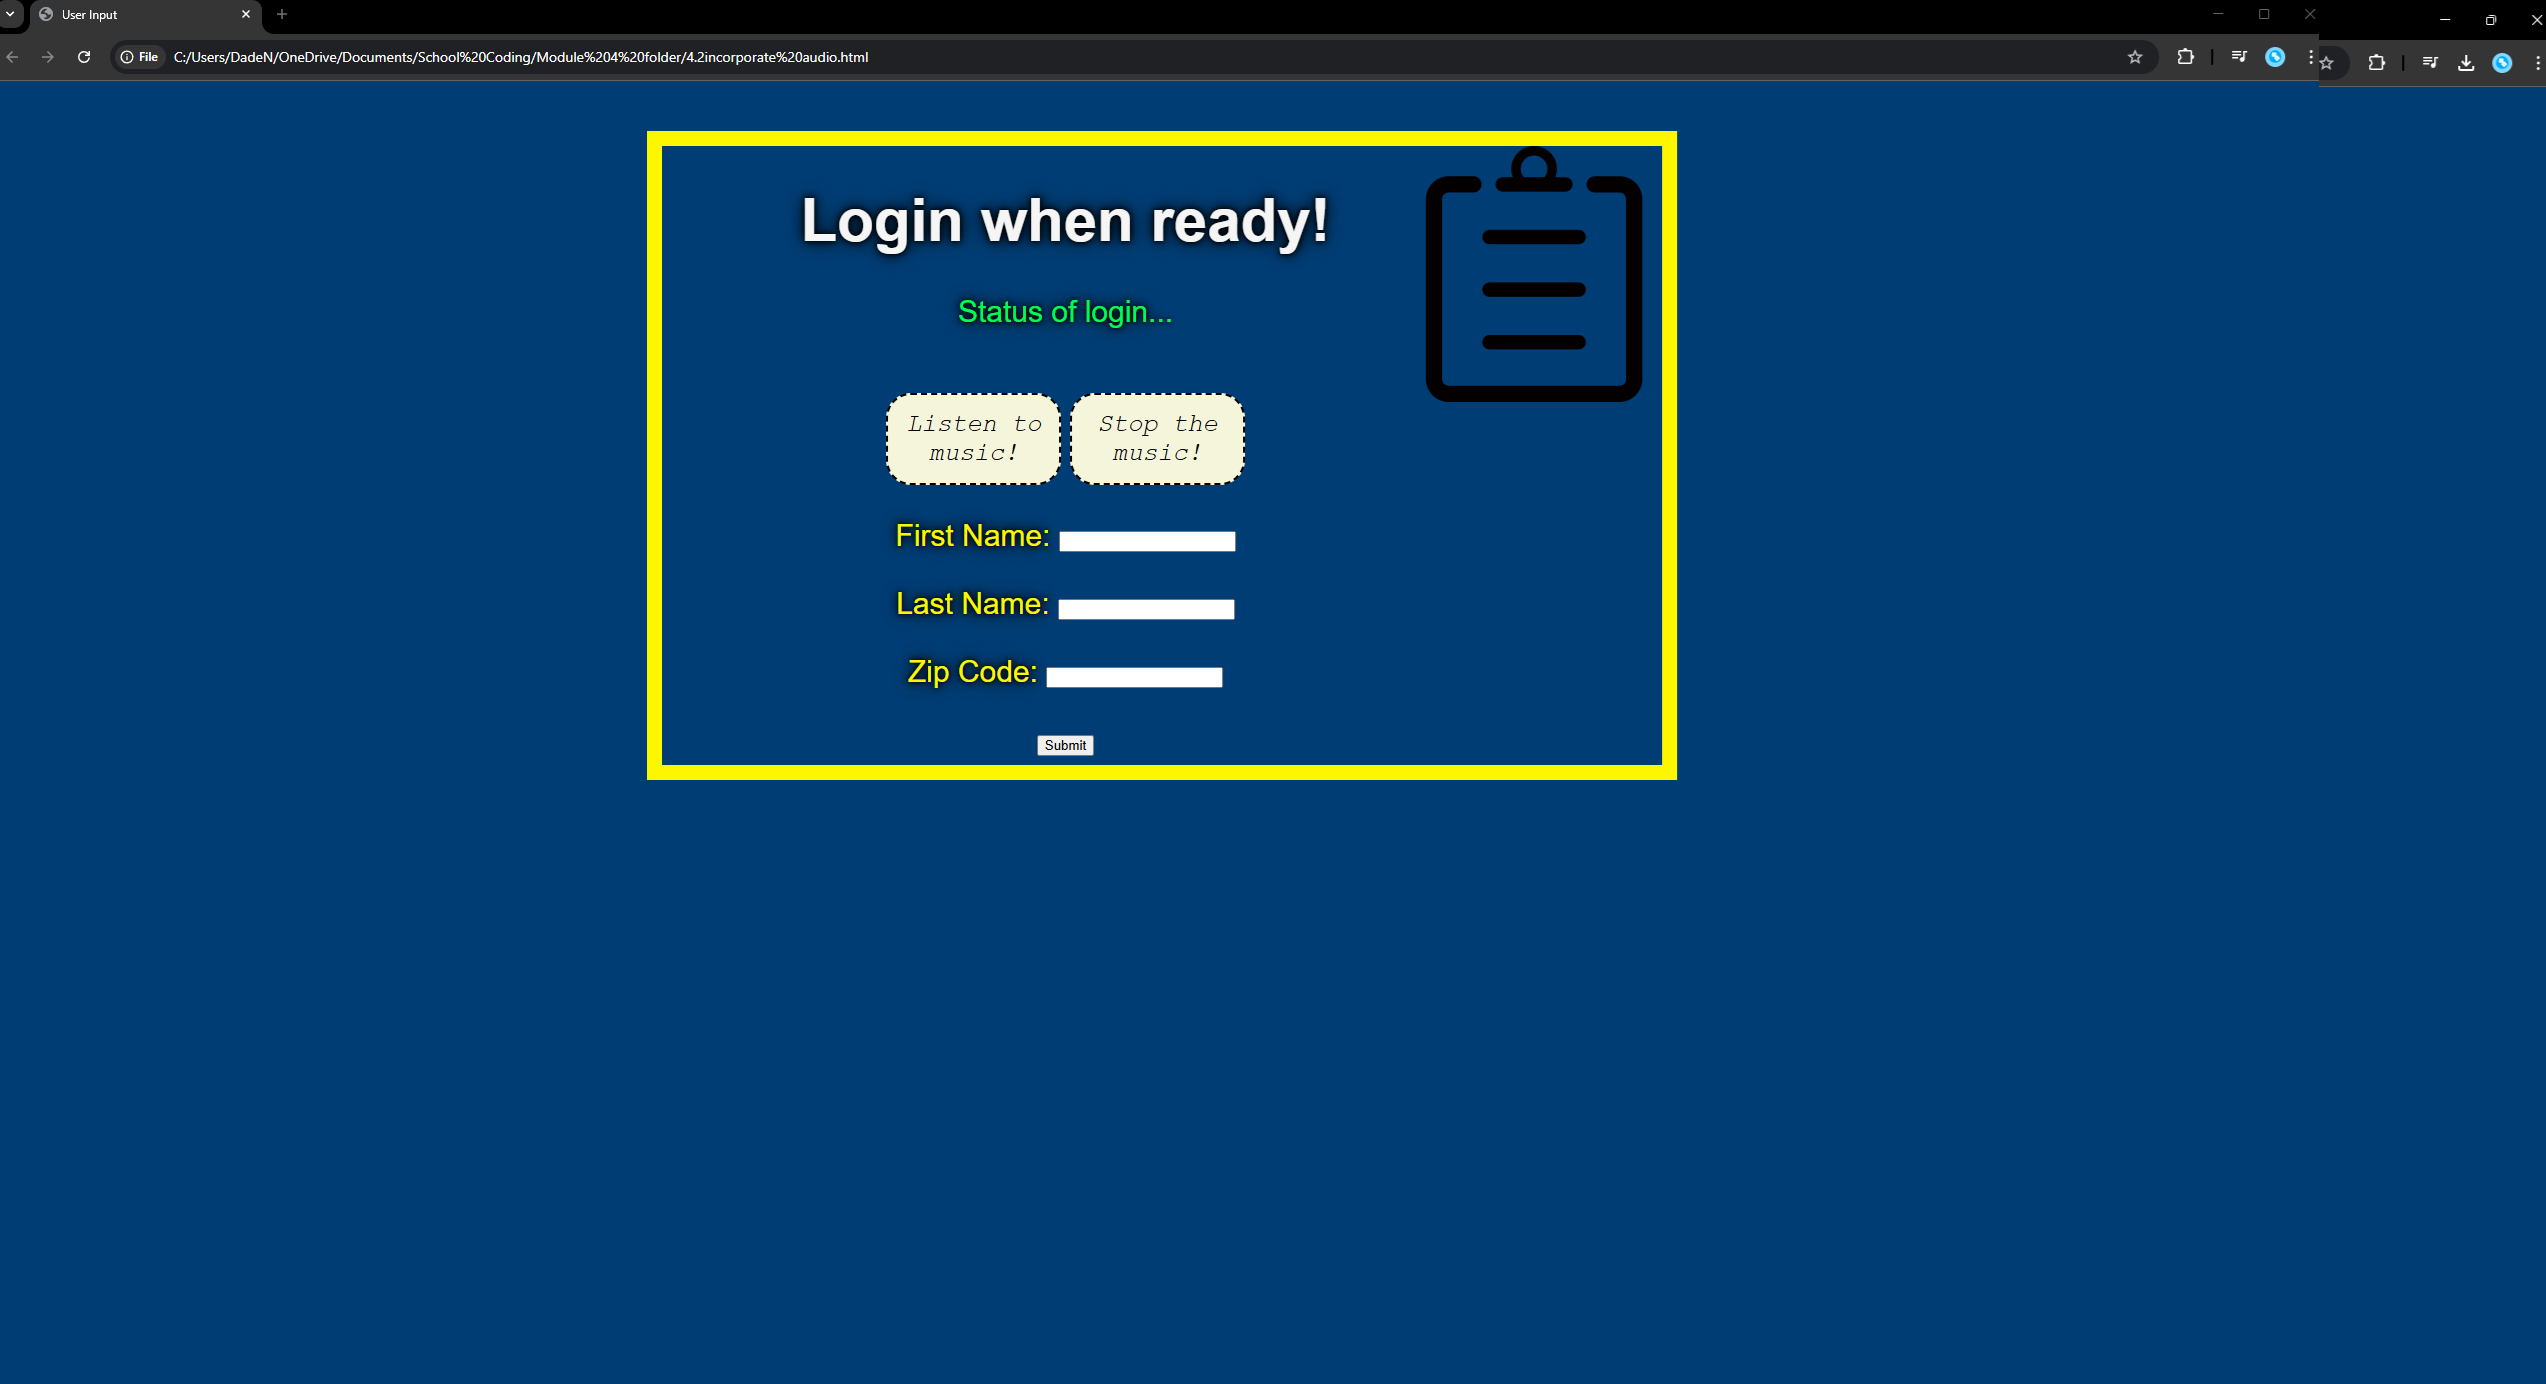 User Input
File
C:/Users/DadeN/OneDrive/Documents/School%20Coding/Module%204%20folder/4.2incorporate%20audio.html
Login when ready!
Status of login...
Listen to
music!
Stop the
music!
First Name:
Last Name:
Zip Code:
Submit